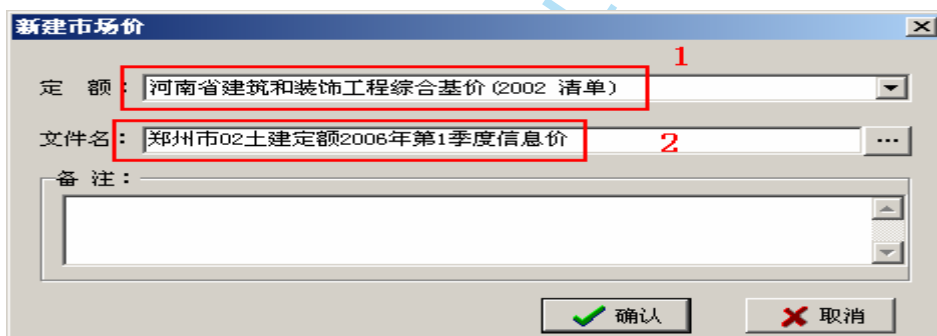 新建市场价
1
定 额：河南省建筑和装饰工程综合基价(2002 清单)
文件名：郑州市02土建定额2006年第1季度信息价 ...
2
备 注：
确认 取消